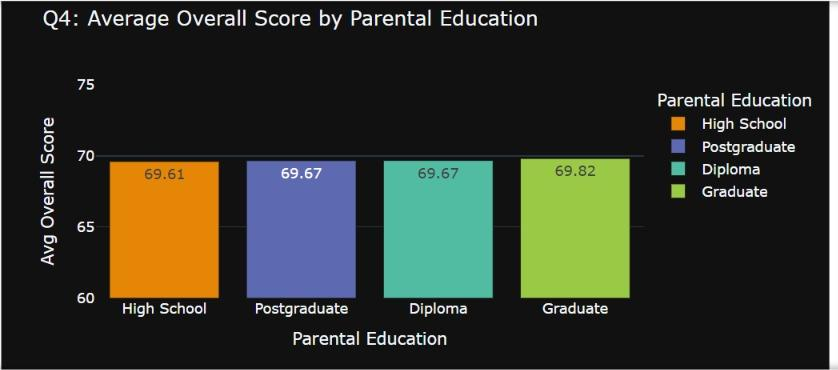 Q4: Average Overall Score by Parental Education
75
70
65
60
Avg Overall Score
69.61
69.67
69.67
69.82
High School
Postgraduate
Diploma
Graduate
Parental Education
Parental Education
High School
Postgraduate
Diploma
Graduate